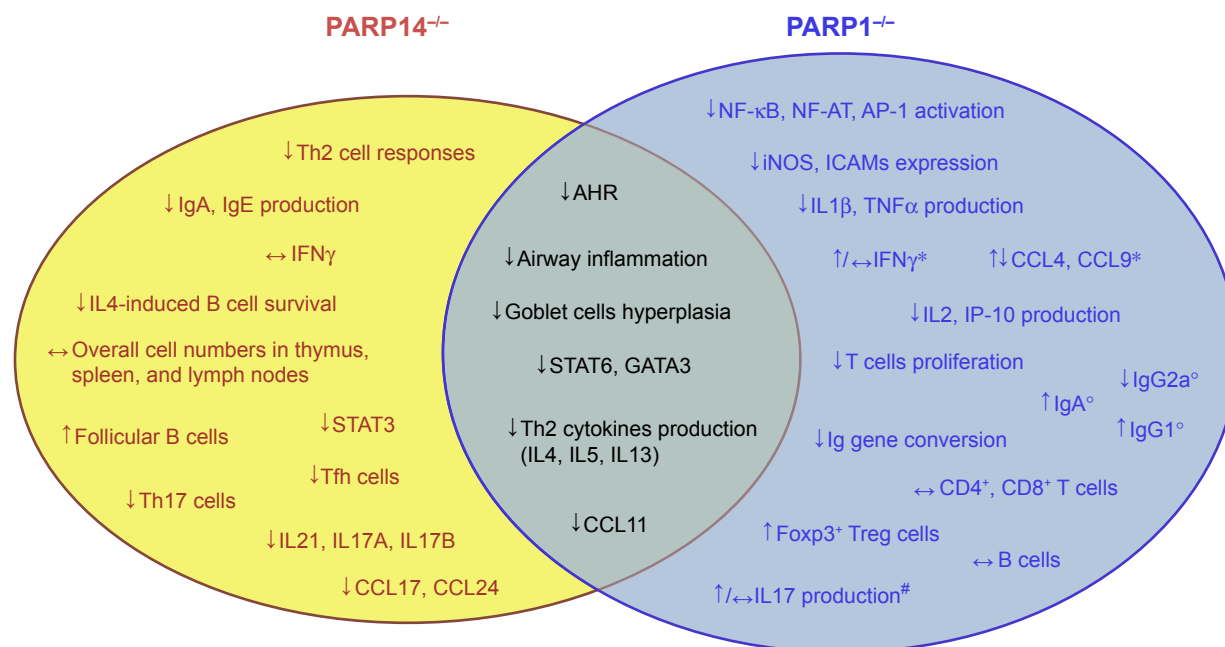 PARP14–/–
PARP1–/–
↓Th2 cell responses
↓IgA, IgE production
↔ IFNγ
↓IL4-induced B cell survival
↔ Overall cell numbers in thymus,
spleen, and lymph nodes
↑Follicular B cells
↓STAT3
↓Tfh cells
↓Th17 cells
↓IL21, IL17A, IL17B
↓CCL17, CCL24
↓AHR
↓Airway inflammation
↓Goblet cells hyperplasia
↓STAT6, GATA3
↓Th2 cytokines production
(IL4, IL5, IL13)
↓CCL11
↓NF-κB, NF-AT, AP-1 activation
↓iNOS, ICAMs expression
↓IL1β, TNFα production
↑/↔IFNγ*
↑↓CCL4, CCL9*
↓IL2, IP-10 production
↓T cells proliferation
↓IgG2a°
↑IgA°
↑IgG1°
↓Ig gene conversion
↔ CD4+, CD8+ T cells
↑Foxp3+ Treg cells
↔ B cells
↑/↔IL17 production#